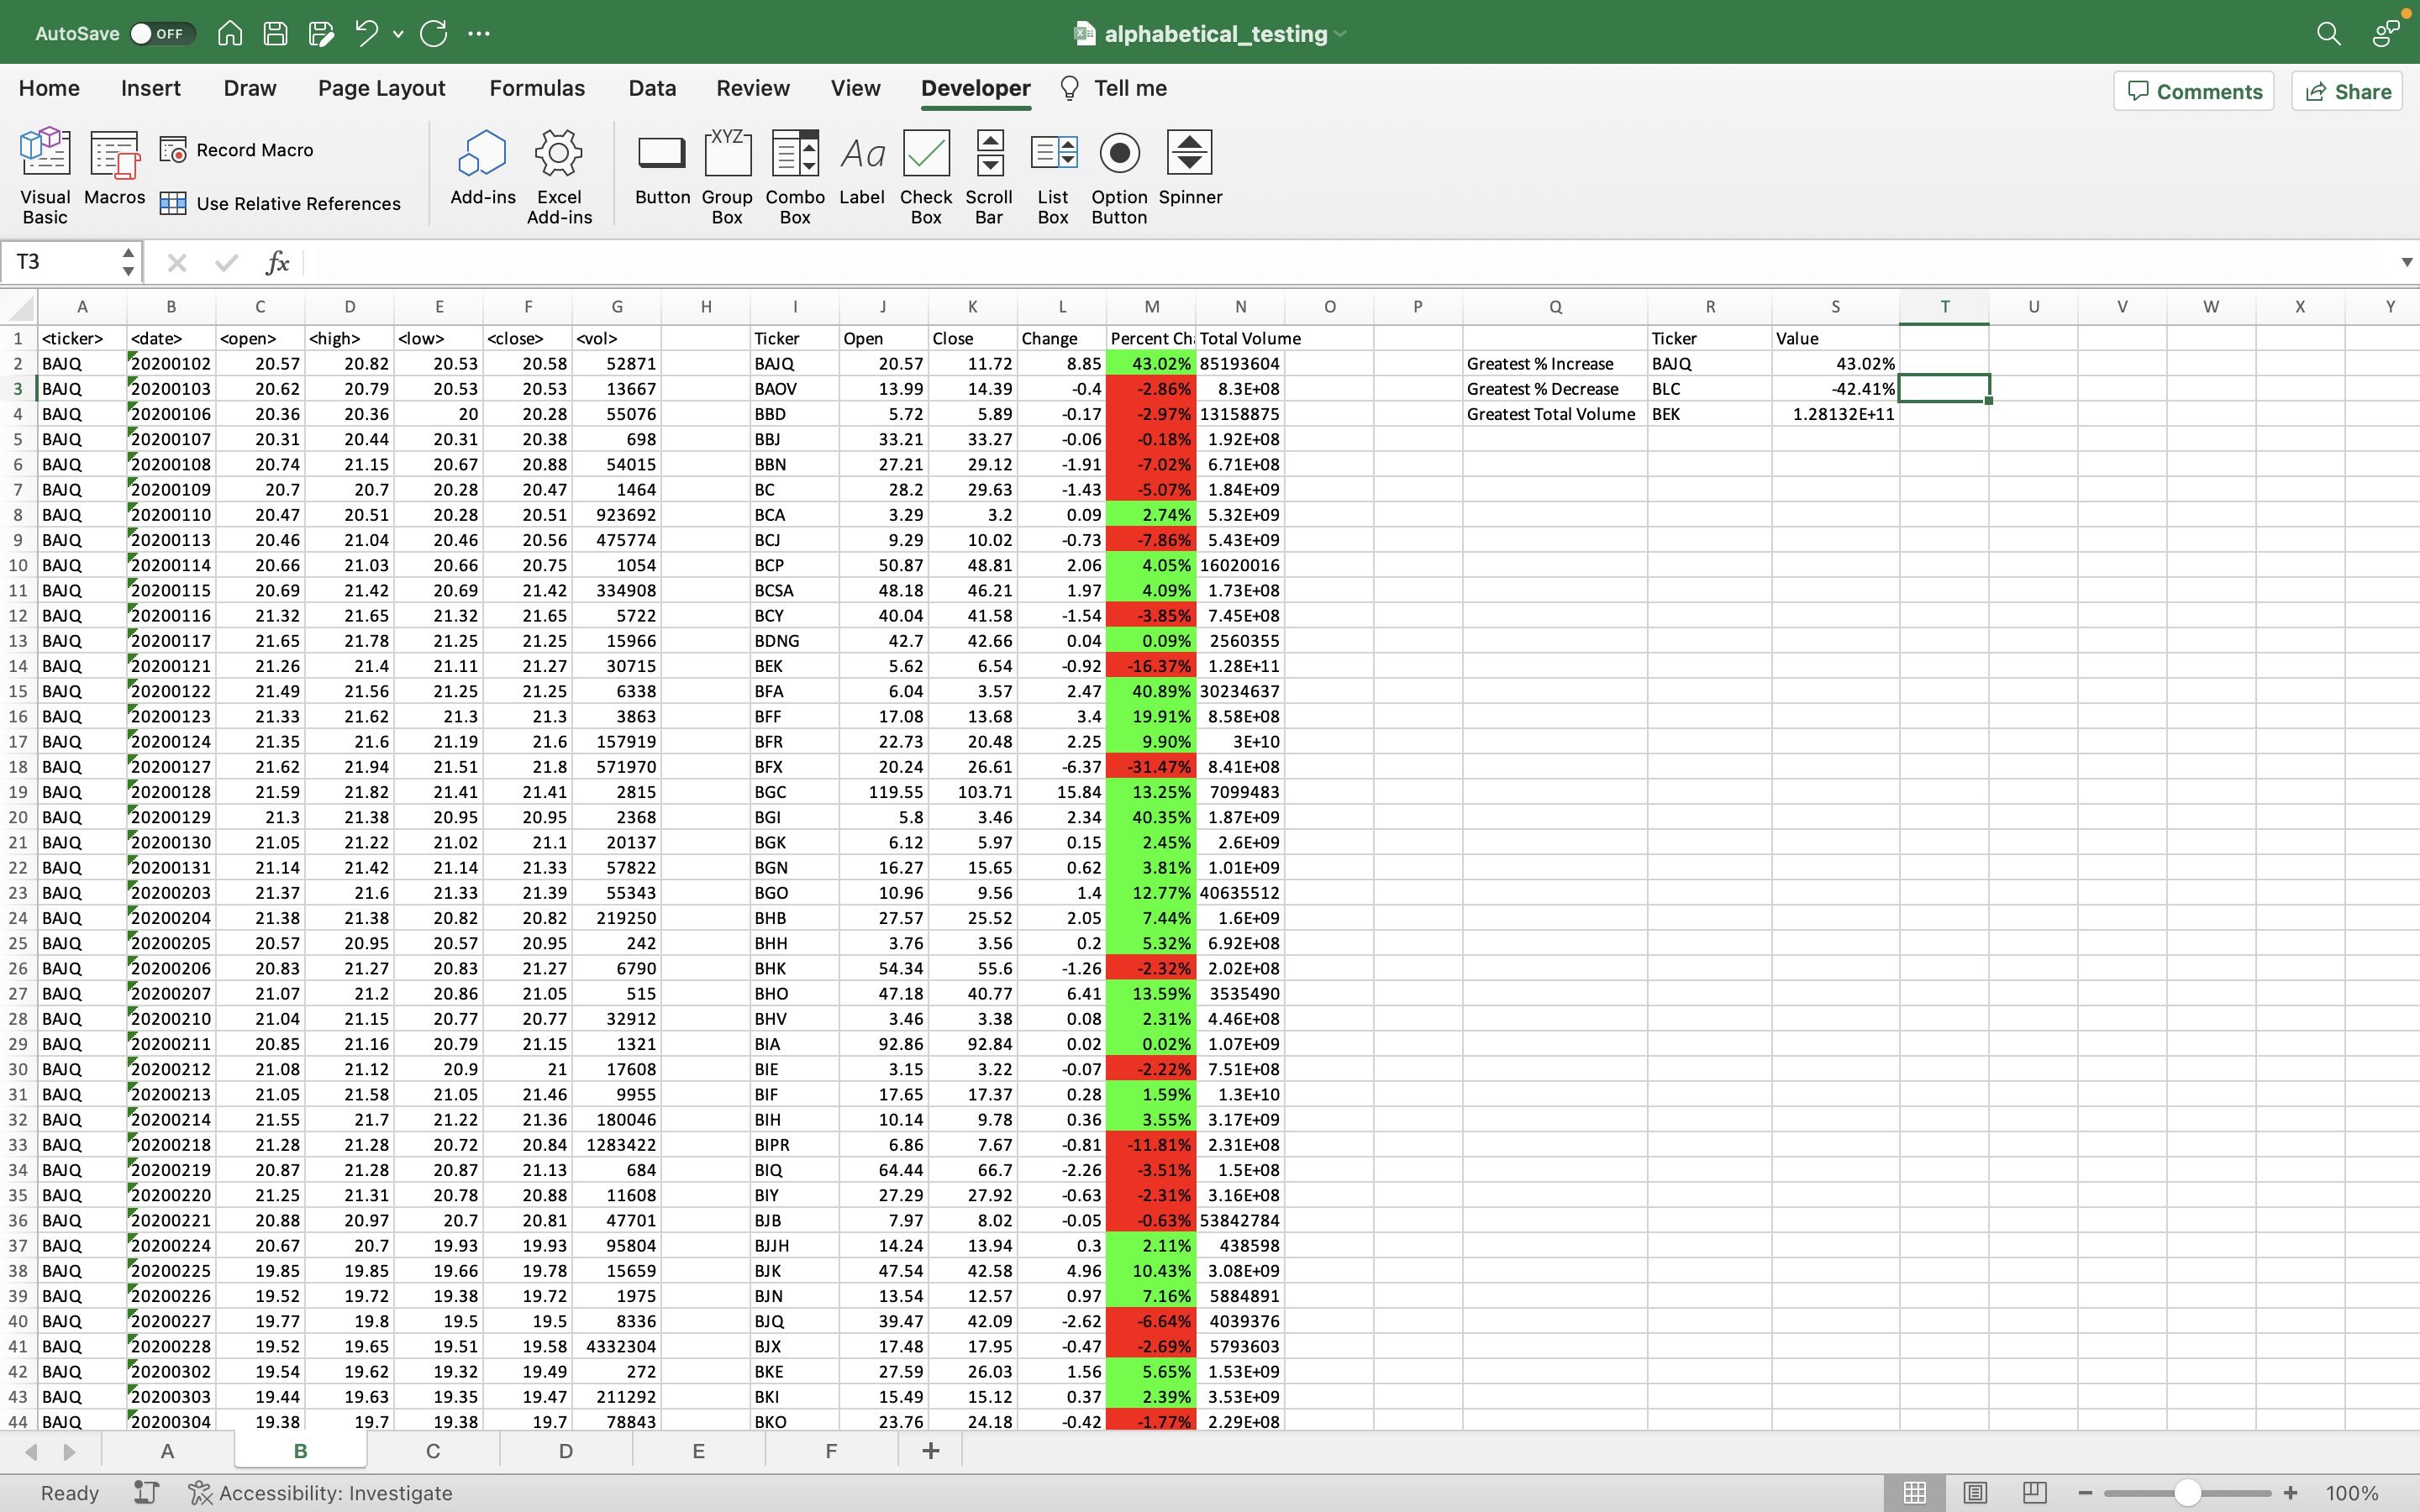 AutoSave OFF alphabetical_testing
Home Insert Draw Page Layout Formulas Data Review View Developer Tell me Comments Share
Visual Basic Macros Record Macro Use Relative References Add-ins Excel Add-ins Button XYZ Group Box Combo Box Aa Label Check Box Scroll Bar List Box Option Button Spinner
T3 fx
A B C D E F G H I J K L M N O P Q R S T U V W X Y
1 <ticker> <date> <open> <high> <low> <close> <vol> Ticker Open Close Change Percent Ch Total Volume Ticker Value
2 BAJQ 20200102 20.57 20.82 20.53 20.58 52871 BAJQ 20.57 11.72 8.85 43.02% 85193604 Greatest % Increase BAJQ 43.02%
3 BAJQ 20200103 20.62 20.79 20.53 20.53 13667 BAOV 13.99 14.39 -0.4 -2.86% 8.3E+08 Greatest % Decrease BLC -42.41%
4 BAJQ 20200106 20.36 20.36 20 20.28 55076 BBD 5.72 5.89 -0.17 -2.97% 13158875 Greatest Total Volume BEK 1.28132E+11
5 BAJQ 20200107 20.31 20.44 20.31 20.38 698 BBJ 33.21 33.27 -0.06 -0.18% 1.92E+08
6 BAJQ 20200108 20.74 21.15 20.67 20.88 54015 BBN 27.21 29.12 -1.91 -7.02% 6.71E+08
7 BAJQ 20200109 20.7 20.7 20.28 20.47 1464 BC 28.2 29.63 -1.43 -5.07% 1.84E+09
8 BAJQ 20200110 20.47 20.51 20.28 20.51 923692 BCA 3.29 3.2 0.09 2.74% 5.32E+09
9 BAJQ 20200113 20.46 21.04 20.46 20.56 475774 BCJ 9.29 10.02 -0.73 -7.86% 5.43E+09
10 BAJQ 20200114 20.66 21.03 20.66 20.75 1054 BCP 50.87 48.81 2.06 4.05% 16020016
11 BAJQ 20200115 20.69 21.42 20.69 21.42 334908 BCSA 48.18 46.21 1.97 4.09% 1.73E+08
12 BAJQ 20200116 21.32 21.65 21.32 21.65 5722 BCY 40.04 41.58 -1.54 -3.85% 7.45E+08
13 BAJQ 20200117 21.65 21.78 21.25 21.25 15966 BDNG 42.7 42.66 0.04 0.09% 2560355
14 BAJQ 20200121 21.26 21.4 21.11 21.27 30715 BEK 5.62 6.54 -0.92 -16.37% 1.28E+11
15 BAJQ 20200122 21.49 21.56 21.25 21.25 6338 BFA 6.04 3.57 2.47 40.89% 30234637
16 BAJQ 20200123 21.33 21.62 21.3 21.3 3863 BFF 17.08 13.68 3.4 19.91% 8.58E+08
17 BAJQ 20200124 21.35 21.6 21.19 21.6 157919 BFR 22.73 20.48 2.25 9.90% 3E+10
18 BAJQ 20200127 21.62 21.94 21.51 21.8 571970 BFX 20.24 26.61 -6.37 -31.47% 8.41E+08
19 BAJQ 20200128 21.59 21.82 21.41 21.41 2815 BGC 119.55 103.71 15.84 13.25% 7099483
20 BAJQ 20200129 21.3 21.38 20.95 20.95 2368 BGI 5.8 3.46 2.34 40.35% 1.87E+09
21 BAJQ 20200130 21.05 21.22 21.02 21.1 20137 BGK 6.12 5.97 0.15 2.45% 2.6E+09
22 BAJQ 20200131 21.14 21.42 21.14 21.33 57822 BGN 16.27 15.65 0.62 3.81% 1.01E+09
23 BAJQ 20200203 21.37 21.6 21.33 21.39 55343 BGO 10.96 9.56 1.4 12.77% 40635512
24 BAJQ 20200204 21.38 21.38 20.82 20.82 219250 BHB 27.57 25.52 2.05 7.44% 1.6E+09
25 BAJQ 20200205 20.57 20.95 20.57 20.95 242 BHH 3.76 3.56 0.2 5.32% 6.92E+08
26 BAJQ 20200206 20.83 21.27 20.83 21.27 6790 BHK 54.34 55.6 -1.26 -2.32% 2.02E+08
27 BAJQ 20200207 21.07 21.2 20.86 21.05 515 BHO 47.18 40.77 6.41 13.59% 3535490
28 BAJQ 20200210 21.04 21.15 20.77 20.77 32912 BHV 3.46 3.38 0.08 2.31% 4.46E+08
29 BAJQ 20200211 20.85 21.16 20.79 21.15 1321 BIA 92.86 92.84 0.02 0.02% 1.07E+09
30 BAJQ 20200212 21.08 21.12 20.9 21 17608 BIE 3.15 3.22 -0.07 -2.22% 7.51E+08
31 BAJQ 20200213 21.05 21.58 21.05 21.46 9955 BIF 17.65 17.37 0.28 1.59% 1.3E+10
32 BAJQ 20200214 21.55 21.7 21.22 21.36 180046 BIH 10.14 9.78 0.36 3.55% 3.17E+09
33 BAJQ 20200218 21.28 21.28 20.72 20.84 1283422 BIPR 6.86 7.67 -0.81 -11.81% 2.31E+08
34 BAJQ 20200219 20.87 21.28 20.87 21.13 684 BIQ 64.44 66.7 -2.26 -3.51% 1.5E+08
35 BAJQ 20200220 21.25 21.31 20.78 20.88 11608 BIY 27.29 27.92 -0.63 -2.31% 3.16E+08
36 BAJQ 20200221 20.88 20.97 20.7 20.81 47701 BJB 7.97 8.02 -0.05 -0.63% 53842784
37 BAJQ 20200224 20.67 20.7 19.93 19.93 95804 BJJH 14.24 13.94 0.3 2.11% 438598
38 BAJQ 20200225 19.85 19.85 19.66 19.78 15659 BJK 47.54 42.58 4.96 10.43% 3.08E+09
39 BAJQ 20200226 19.52 19.72 19.38 19.72 1975 BJN 13.54 12.57 0.97 7.16% 5884891
40 BAJQ 20200227 19.77 19.8 19.5 19.5 8336 BJQ 39.47 42.09 -2.62 -6.64% 4039376
41 BAJQ 20200228 19.52 19.65 19.51 19.58 4332304 BJX 17.48 17.95 -0.47 -2.69% 5793603
42 BAJQ 20200302 19.54 19.62 19.32 19.49 272 BKE 27.59 26.03 1.56 5.65% 1.53E+09
43 BAJQ 20200303 19.44 19.63 19.35 19.47 211292 BKI 15.49 15.12 0.37 2.39% 3.53E+09
44 BAJQ 20200304 19.38 19.7 19.38 19.7 78843 BKO 23.76 24.18 -0.42 -1.77% 2.29E+08
A B C D E F +
Ready Accessibility: Investigate 100%